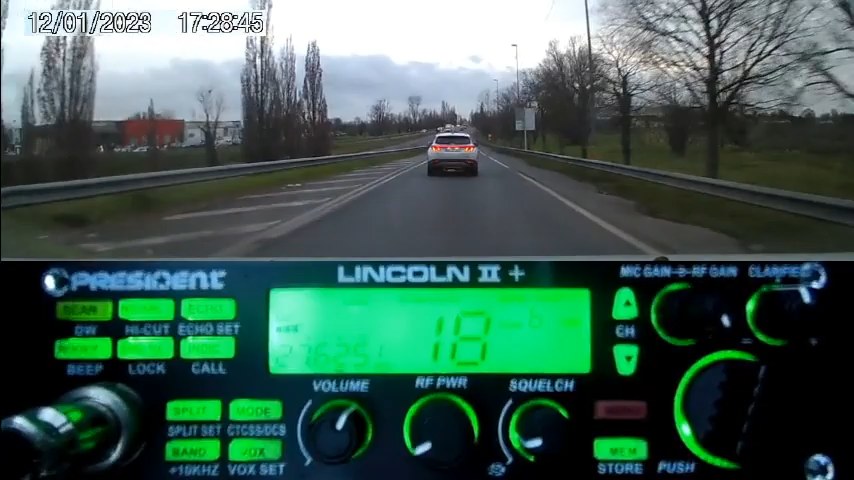 12/01/2023 17:28:45
PRESIDENT LINCOLN II +
MIC GAIN RF GAIN CLARIFIER
SCAN ECHO
DW HI-CUT ECHO SET
BEEP LOCK CALL
CH
18
VOLUME RF PWR SQUELCH
SPLIT MODE
SPLIT SET CTCSS/DCS
BAND VOX
+10KHZ VOX SET
MEM
STORE PUSH
- +